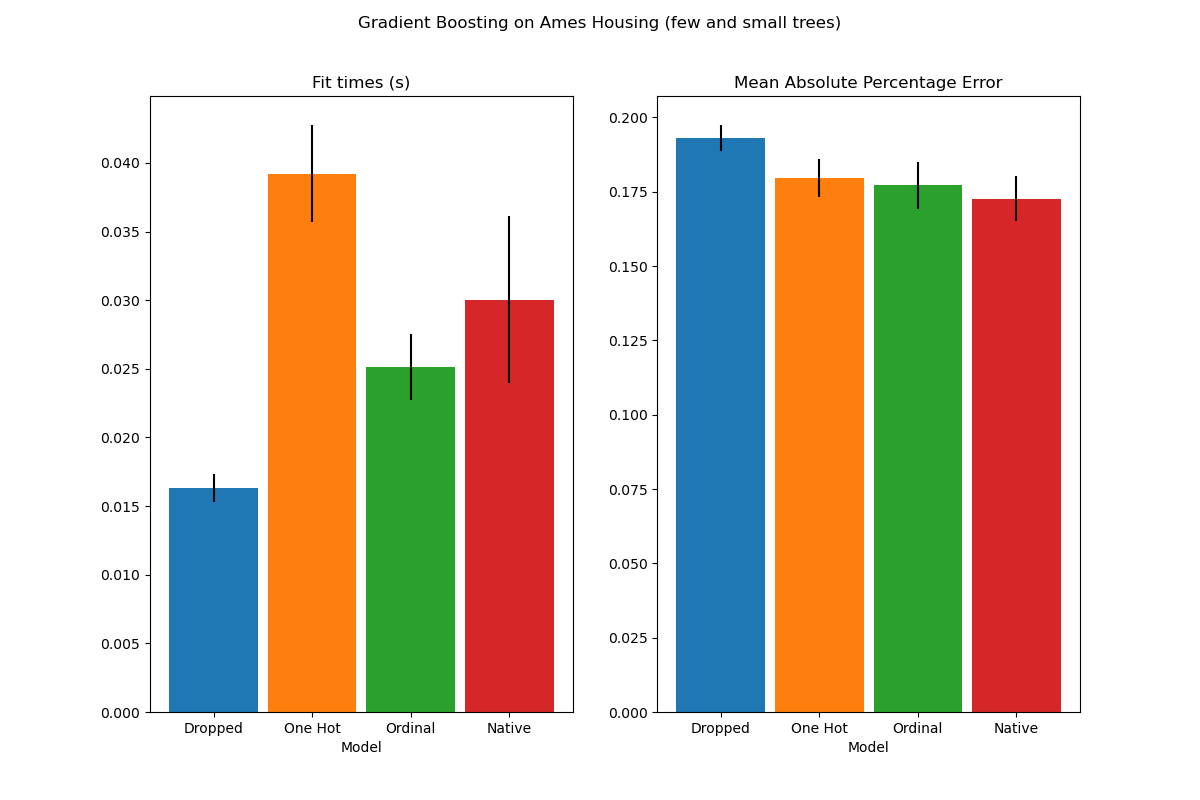 Gradient Boosting on Ames Housing (few and small trees)
Fit times (s)
0.040
0.035
0.030
0.025
0.020
0.015
0.010
0.005
0.000
Dropped One Hot Ordinal Native
Model
Mean Absolute Percentage Error
0.200
0.175
0.150
0.125
0.100
0.075
0.050
0.025
0.000
Dropped One Hot Ordinal Native
Model